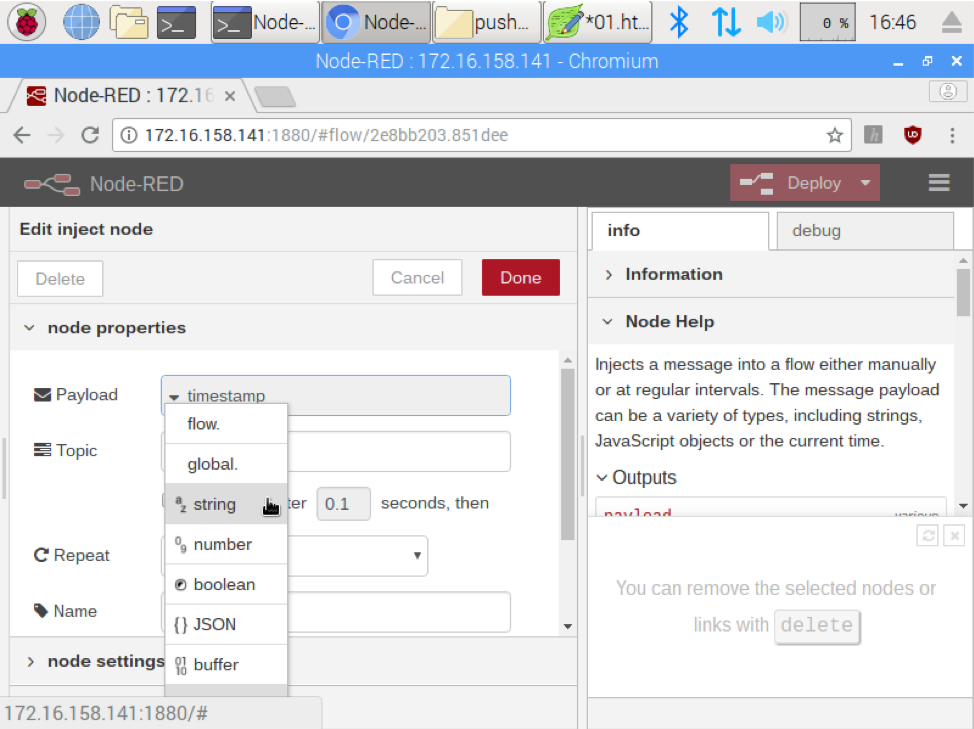 Node-...
Node-...
push...
*01.ht...
0 %
16:46
Node-RED : 172.16.158.141 - Chromium
Node-RED : 172.16
172.16.158.141:1880/#flow/2e8bb203.851dee
Node-RED
Deploy
Edit inject node
info
debug
Delete
Cancel
Done
Information
node properties
Node Help
Payload
timestamp
Injects a message into a flow either manually
or at regular intervals. The message payload
can be a variety of types, including strings,
JavaScript objects or the current time.
flow.
Topic
global.
Outputs
string
ter
0.1
seconds, then
payload
various
Repeat
number
boolean
You can remove the selected nodes or
links with delete
Name
{} JSON
node settings
buffer
172.16.158.141:1880/#